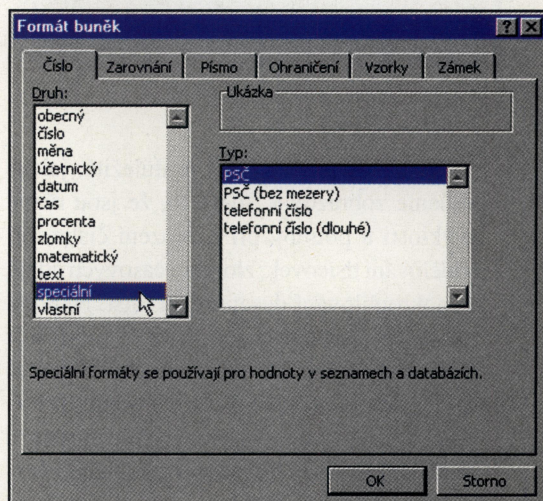 Formát buněk
Číslo Zarovnání Písmo Ohraničení Vzorky Zámek
Druh:
obecný
číslo
měna
účetnický
datum
čas
procenta
zlomky
matematický
text
speciální
vlastní
Ukázka
Typ:
PSČ
PSČ (bez mezery)
telefonní číslo
telefonní číslo (dlouhé)
Speciální formáty se používají pro hodnoty v seznamech a databázích.
OK Storno